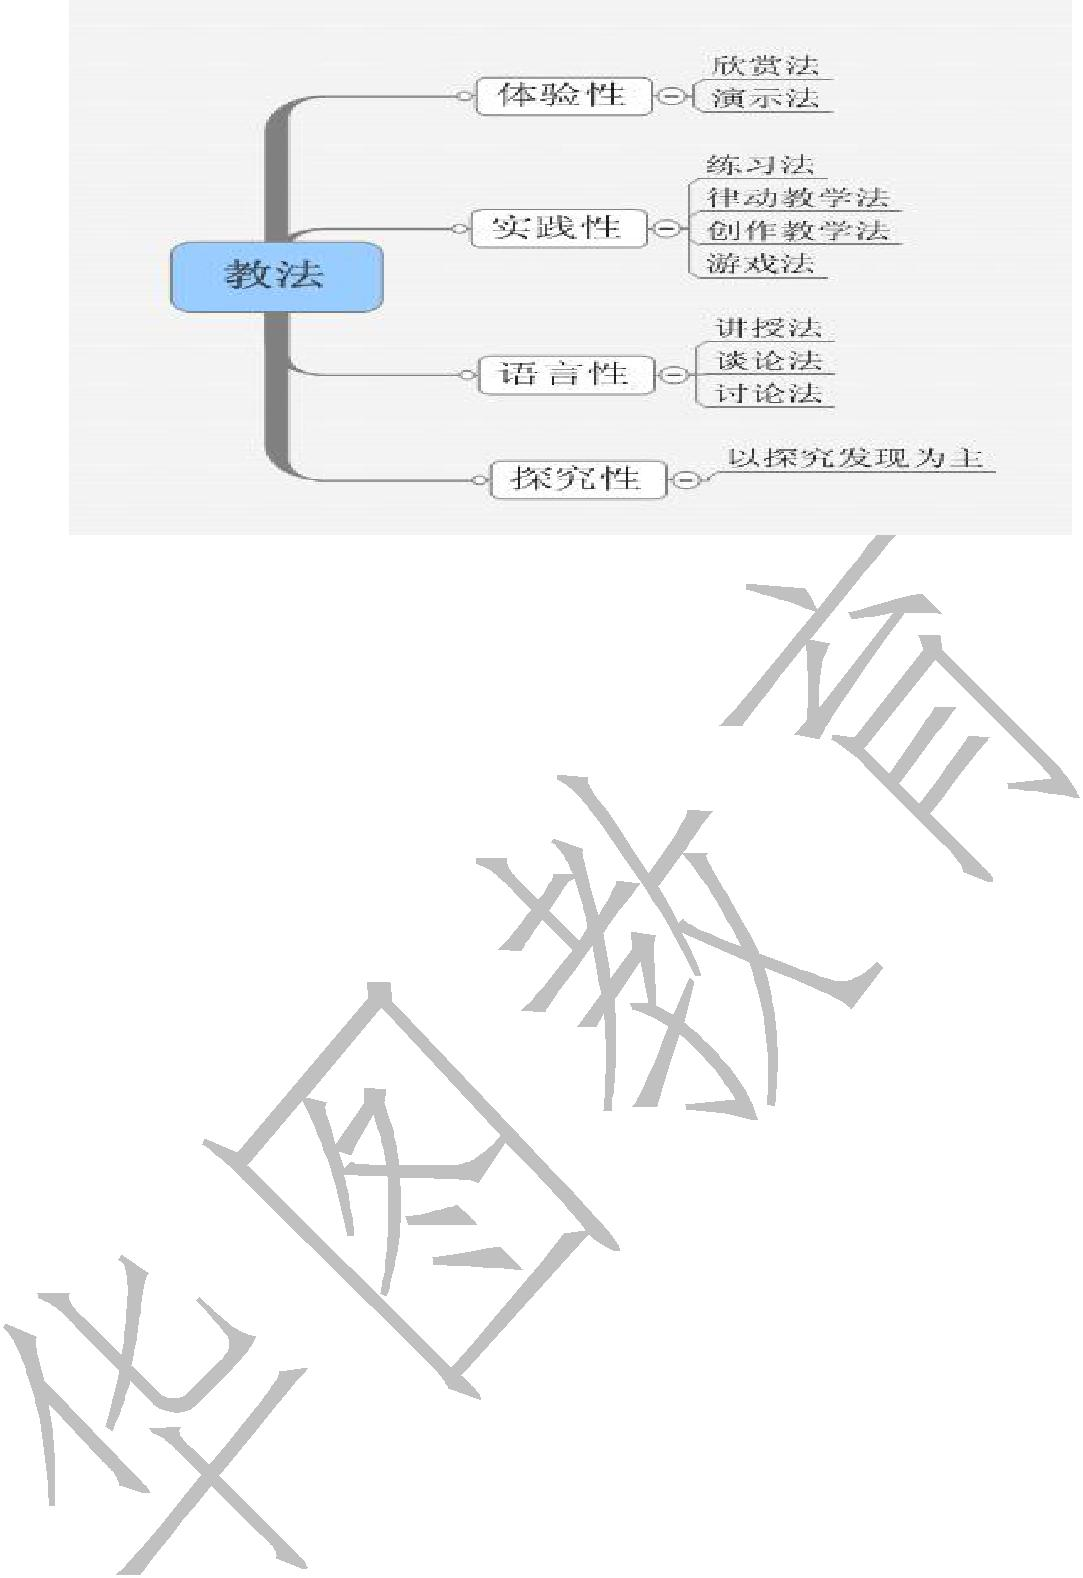 教法
体验性
欣赏法
演示法
实践性
练习法
律动教学法
创作教学法
游戏法
语言性
讲授法
谈论法
讨论法
探究性
以探究发现为主
华图教育